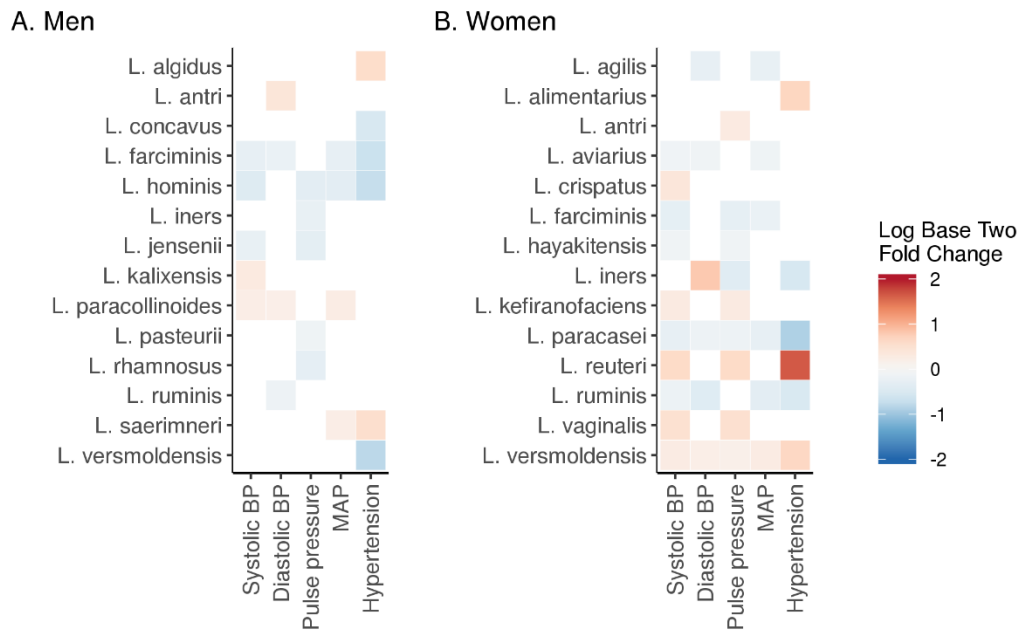 A. Men
L. algidus
L. antri
L. concavus
L. farciminis
L. hominis
L. iners
L. jensenii
L. kalixensis
L. paracollinoides
L. pasteurii
L. rhamnosus
L. ruminis
L. saerimneri
L. versmoldensis
Systolic BP
Diastolic BP
Pulse pressure
MAP
Hypertension
B. Women
L. agilis
L. alimentarius
L. antri
L. aviarius
L. crispatus
L. farciminis
L. hayakitensis
L. iners
L. kefiranofaciens
L. paracasei
L. reuteri
L. ruminis
L. vaginalis
L. versmoldensis
Systolic BP
Diastolic BP
Pulse pressure
MAP
Hypertension
Log Base Two
Fold Change
2
1
0
-1
-2